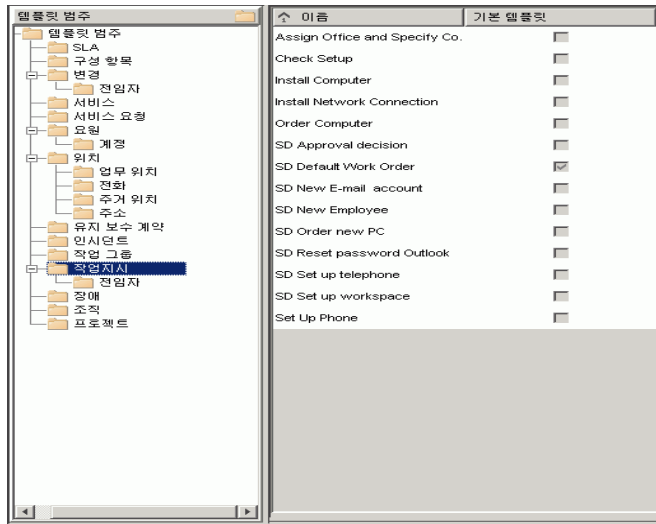 템플릿 범주
템플릿 범주
SLA
구성 항목
변경
전임자
서비스
서비스 요청
요원
계정
위치
업무 위치
전화
주거 위치
주소
유지 보수 계약
인시던트
작업 그룹
작업지시
전임자
장애
조직
프로젝트
이름 기본 템플릿
Assign Office and Specify Co.
Check Setup
Install Computer
Install Network Connection
Order Computer
SD Approval decision
SD Default Work Order
SD New E-mail account
SD New Employee
SD Order new PC
SD Reset password Outlook
SD Set up telephone
SD Set up workspace
Set Up Phone